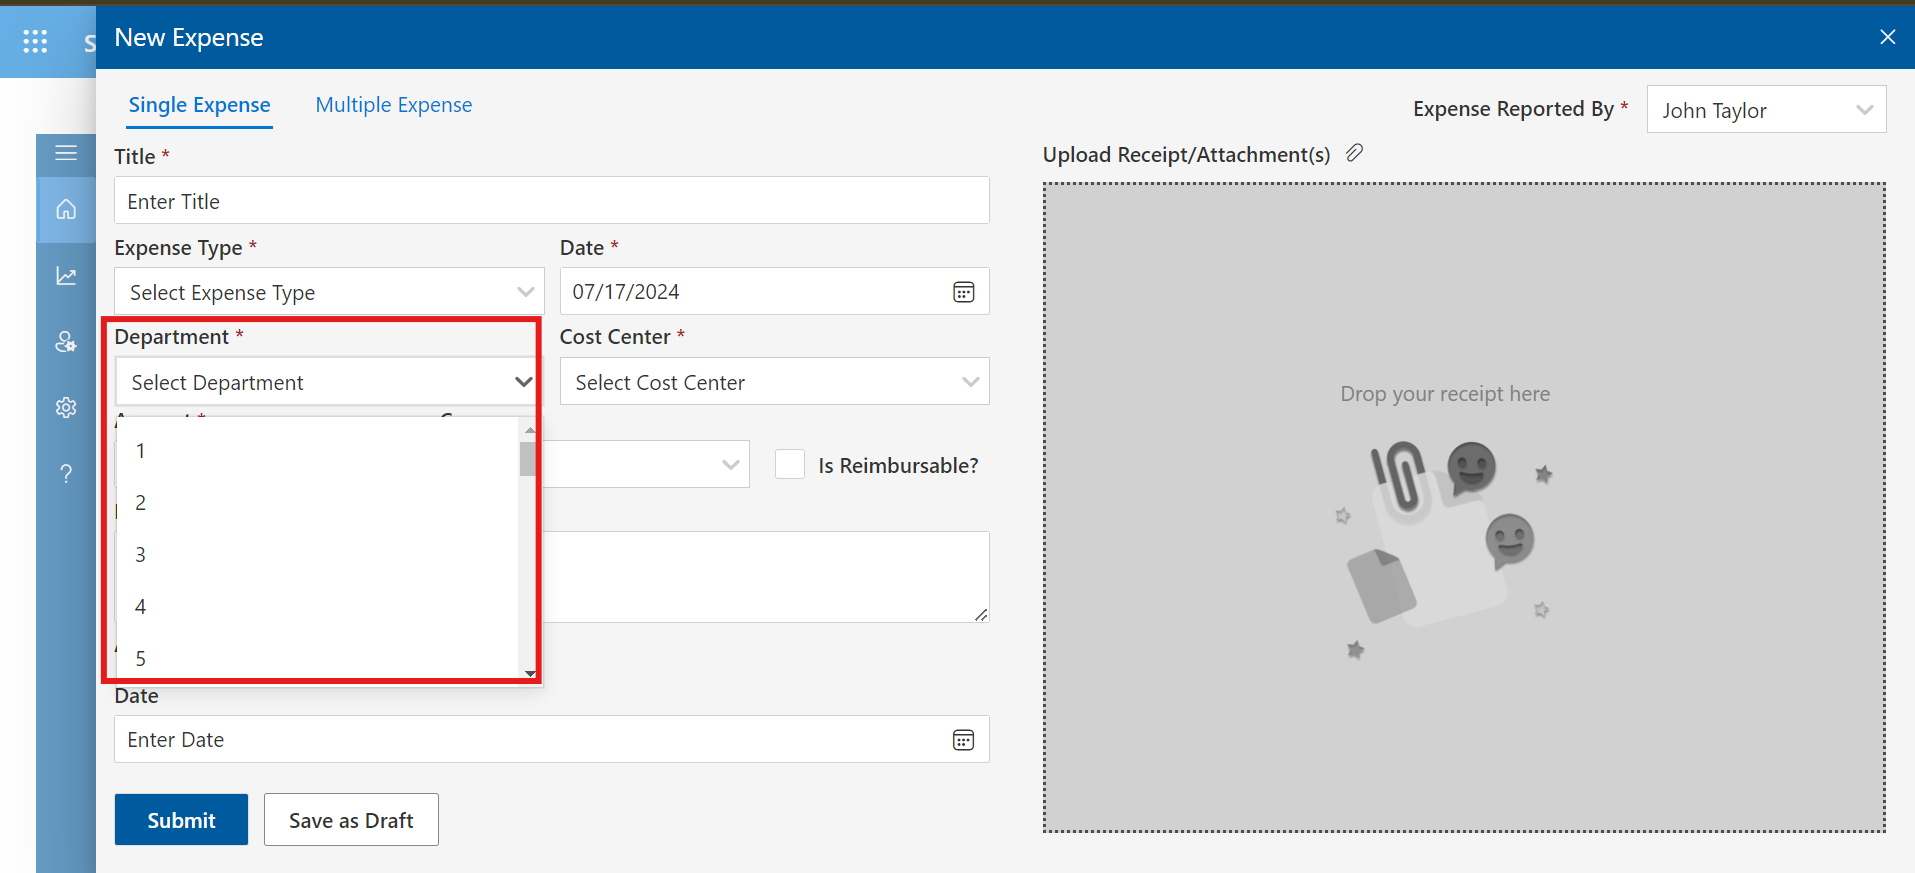 S
New Expense
Single Expense
Multiple Expense
Expense Reported By *
John Taylor
Title *
Enter Title
Upload Receipt/Attachment(s)
Expense Type *
Date *
Select Expense Type
07/17/2024
Department *
Cost Center *
Select Department
Select Cost Center
1
2
3
4
5
Is Reimbursable?
Drop your receipt here
Date
Enter Date
Submit
Save as Draft